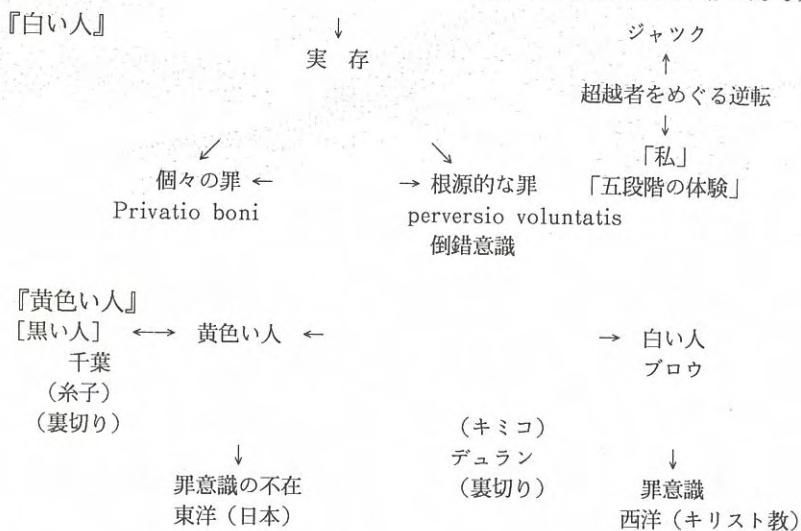 『白い人』 ↓ ジャック
実 存 ↑
超越者をめぐる逆転
↙ ↘ ↓
個々の罪 ← → 根源的な罪 「私」
Privatio boni perversio voluntatis 「五段階の体験」
倒錯意識
『黄色い人』
[黒い人] ←→ 黄色い人 ← → 白い人
千葉 ブロウ
(糸子)
(裏切り) (キミコ)
↓ デュラン ↓
罪意識の不在 (裏切り) 罪意識
東洋(日本) 西洋(キリスト教)